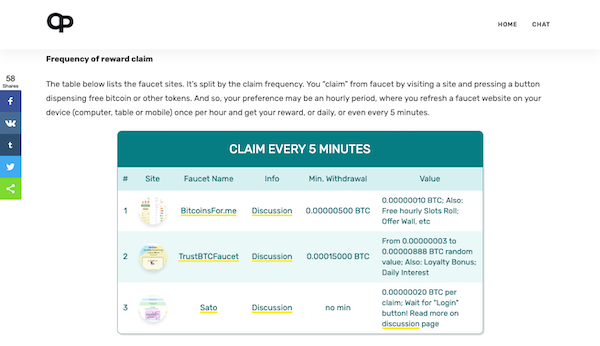 OP
HOME CHAT
Frequency of reward claim
58
Shares
The table below lists the faucet sites. It's split by the claim frequency. You "claim" from faucet by visiting a site and pressing a button
dispensing free bitcoin or other tokens. And so, your preference may be an hourly period, where you refresh a faucet website on your
device (computer, table or mobile) once per hour and get your reward, or daily, or even every 5 minutes.
CLAIM EVERY 5 MINUTES
# Site Faucet Name Info Min. Withdrawal Value
1 BitcoinsFor.me Discussion 0.00000500 BTC 0.00000010 BTC; Also:
Free hourly Slots Roll;
Offer Wall, etc
2 TrustBTCFaucet Discussion 0.00015000 BTC From 0.00000003 to
0.00000888 BTC random
value; Also: Loyalty Bonus;
Daily Interest
3 Sato Discussion no min 0.00000020 BTC per
claim; Wait for "Login"
button! Read more on
discussion page